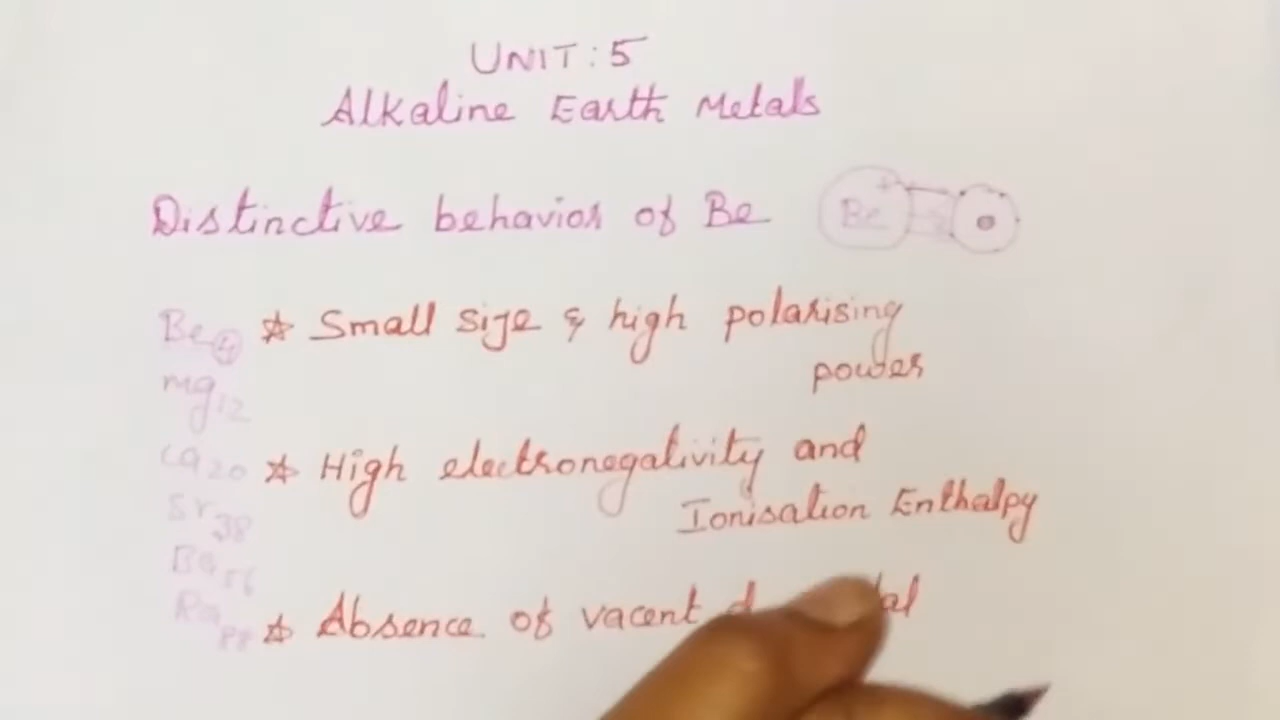 UNIT: 5
Alkaline Earth Metals
Distinctive behavior of Be
Be
Be4 ☆ Small size & high polarising
power
Mg12
Ca20 ☆ High electronegativity and
Ionisation Enthalpy
Sr38
Ba56
Ra88
☆ Absence of vacent d